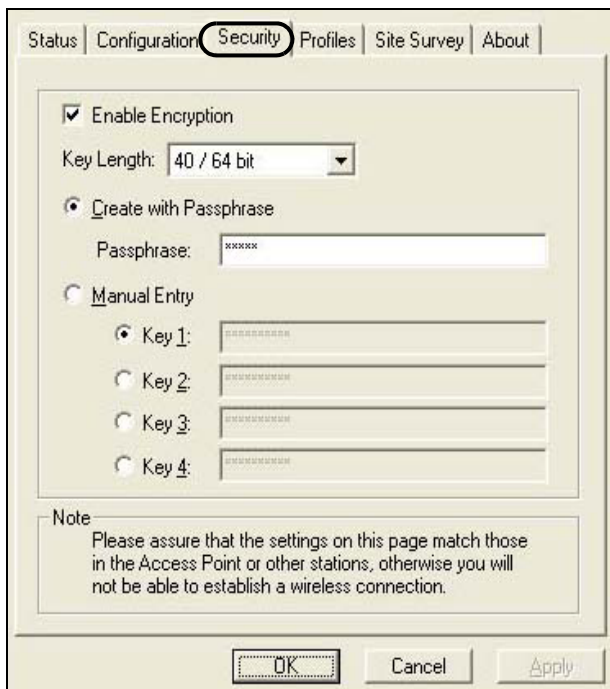 Status Configuration Security Profiles Site Survey About
Enable Encryption
Key Length: 40 / 64 bit
Create with Passphrase
Passphrase: *****
Manual Entry
Key 1: **********
Key 2: **********
Key 3: **********
Key 4: **********
Note
Please assure that the settings on this page match those
in the Access Point or other stations, otherwise you will
not be able to establish a wireless connection.
OK Cancel Apply